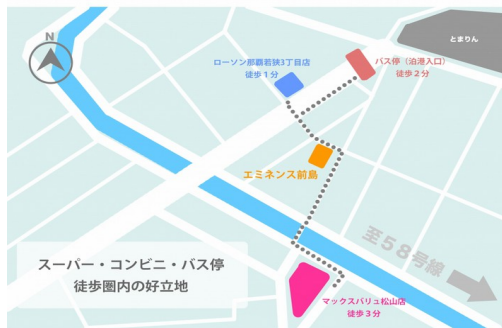 N
とまりん
ローソン那覇若狭3丁目店
徒歩1分
バス停（泊港入口）
徒歩2分
エミネンス前島
至58号線
スーパー・コンビニ・バス停
徒歩圏内の好立地
マックスバリュ松山店
徒歩3分